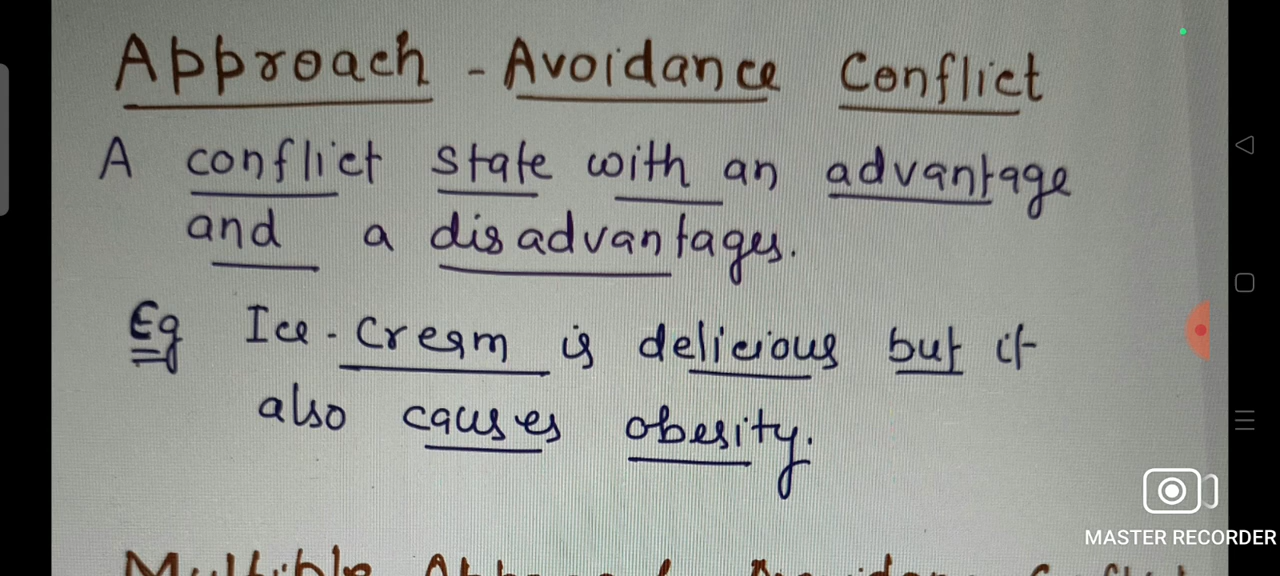 Approach - Avoidance Conflict
A conflict state with an advantage
and a disadvantages.
Eg Ice-cream is delicious but it
also causes obesity.
MASTER RECORDER
Multiple